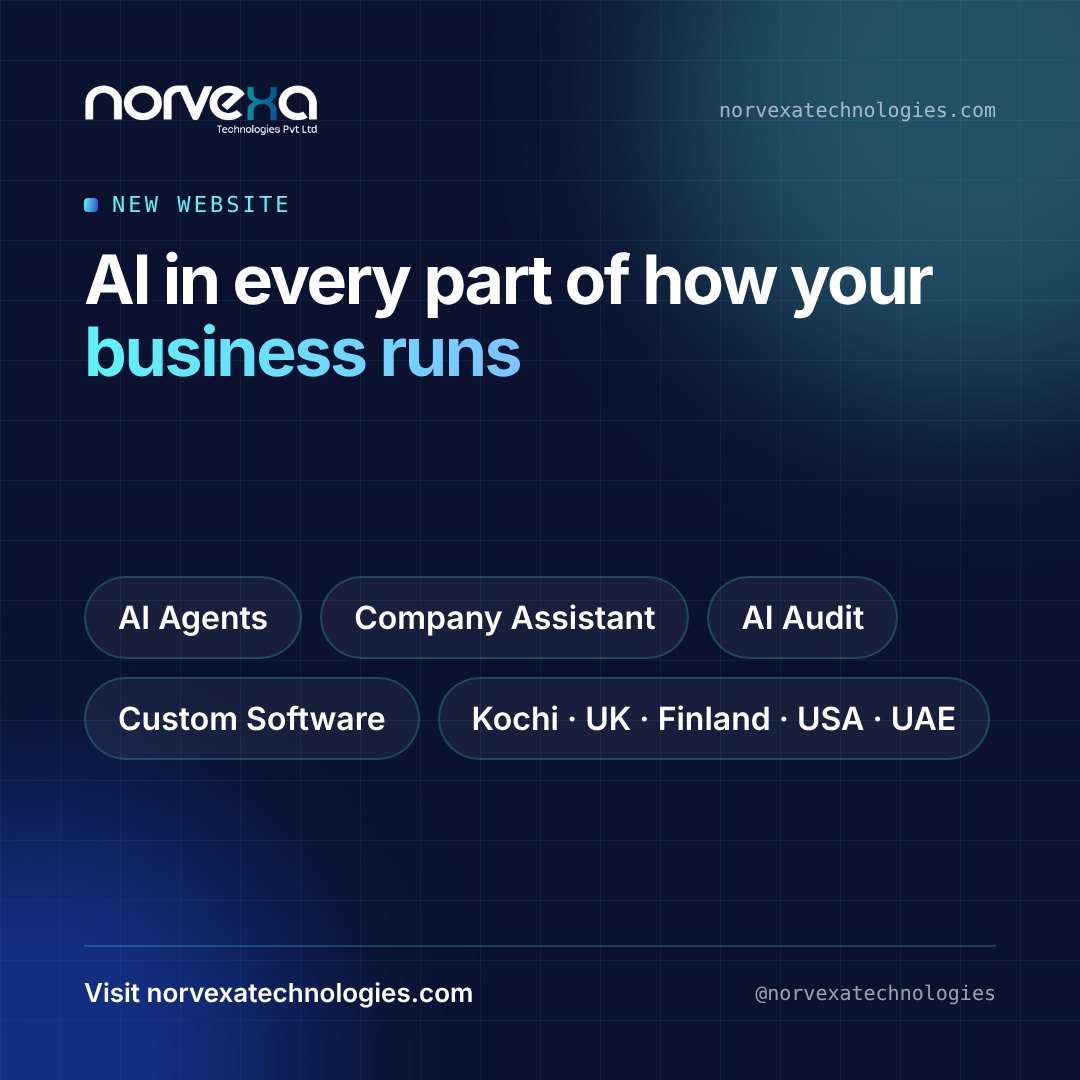 norvexa
Technologies Pvt Ltd
norvexatechnologies.com
NEW WEBSITE
AI in every part of how your
business runs
AI Agents
Company Assistant
AI Audit
Custom Software
Kochi · UK · Finland · USA · UAE
Visit norvexatechnologies.com
@norvexatechnologies